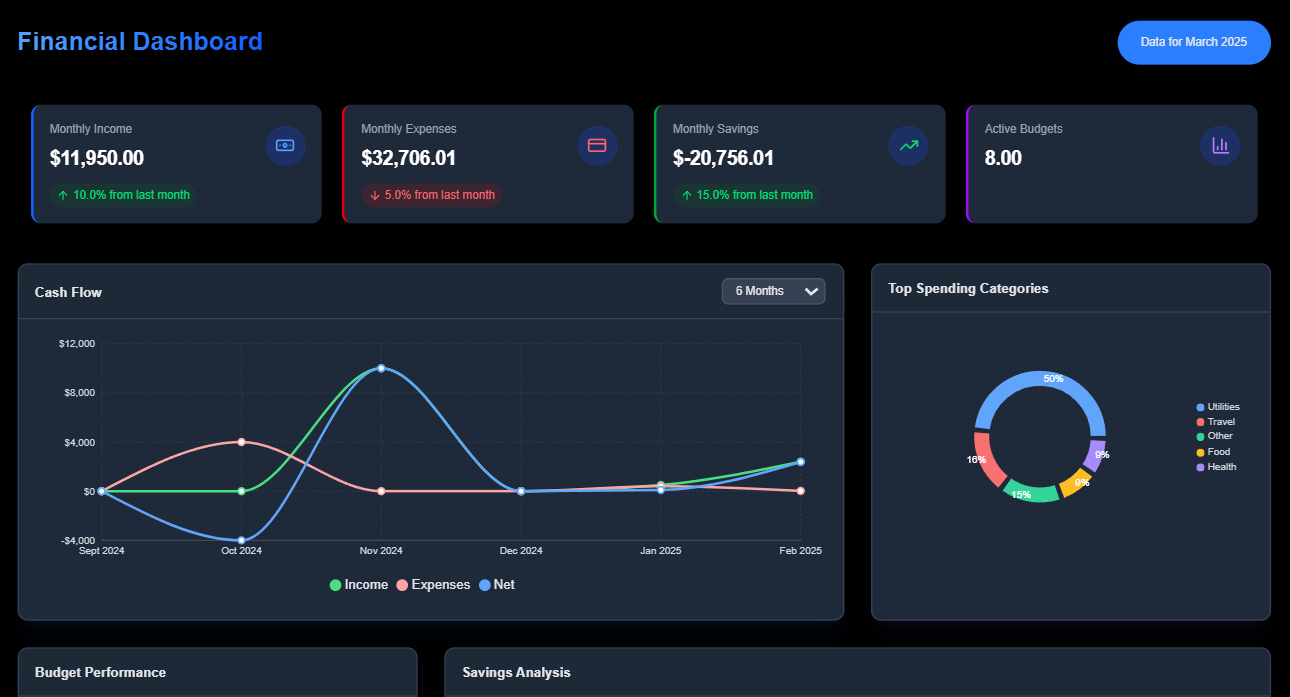 Financial Dashboard
Data for March 2025
Monthly Income
$11,950.00
10.0% from last month
Monthly Expenses
$32,706.01
5.0% from last month
Monthly Savings
$-20,756.01
15.0% from last month
Active Budgets
8.00
Cash Flow
6 Months
$12,000
$8,000
$4,000
$0
-$4,000
Sept 2024
Oct 2024
Nov 2024
Dec 2024
Jan 2025
Feb 2025
Income
Expenses
Net
Top Spending Categories
50%
16%
15%
9%
9%
Utilities
Travel
Other
Food
Health
Budget Performance
Savings Analysis